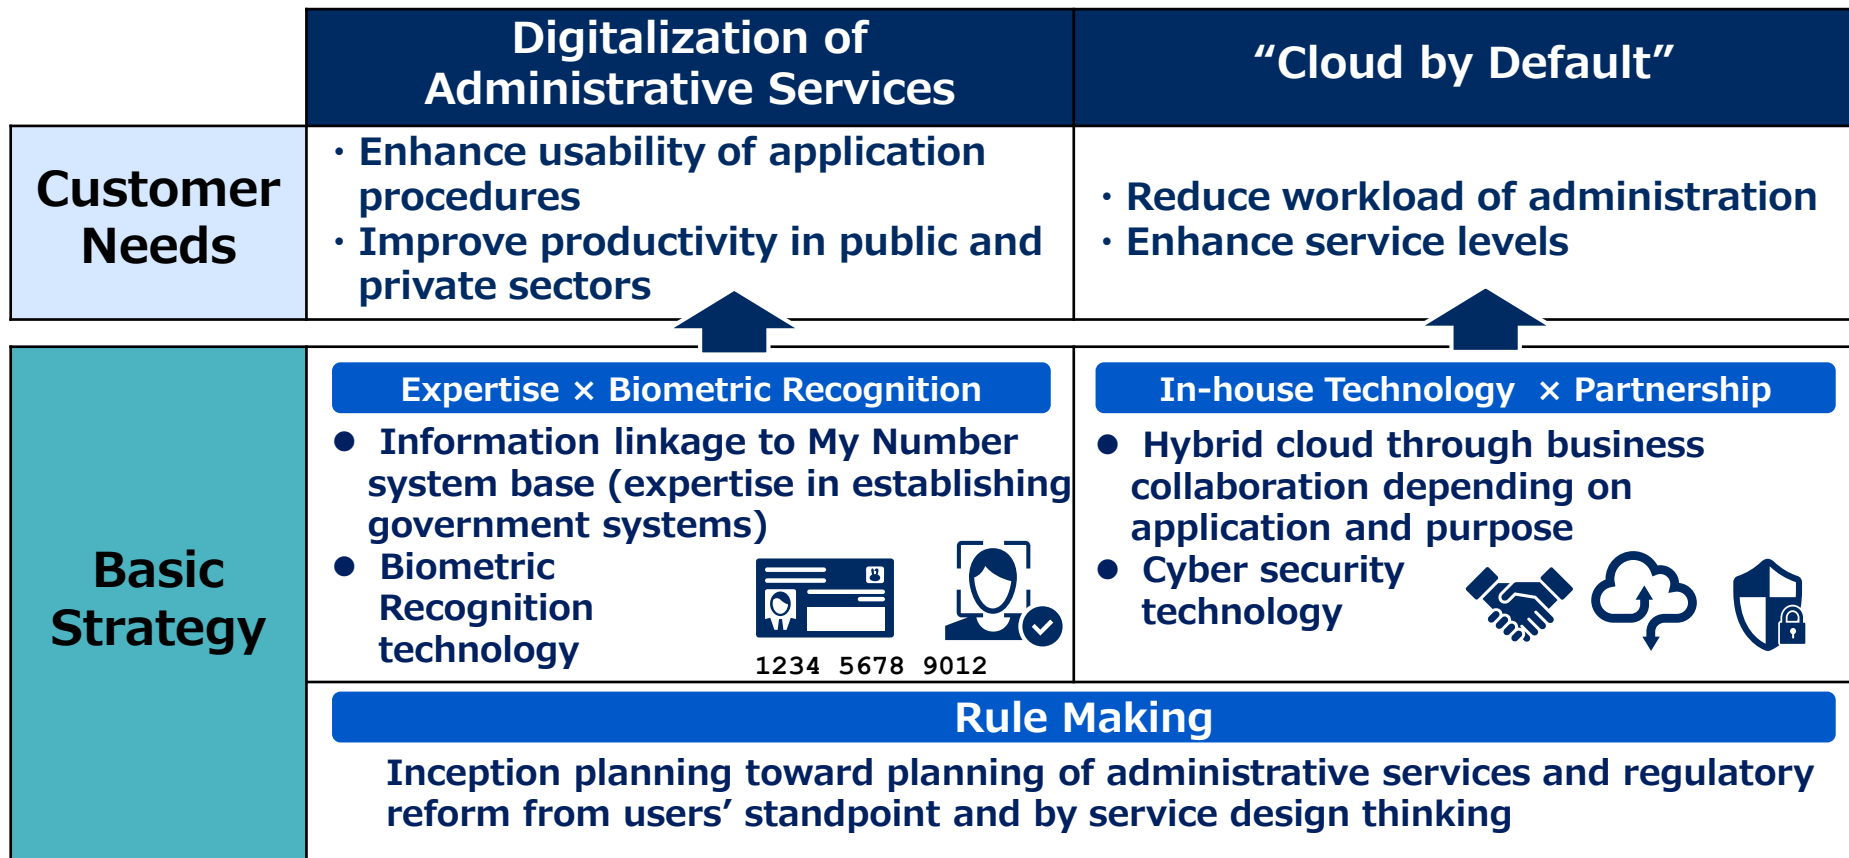 Digitalization of
Administrative Services
“Cloud by Default”
Customer
Needs
・Enhance usability of application
procedures
・Improve productivity in public and
private sectors
・Reduce workload of administration
・Enhance service levels
Basic
Strategy
Expertise × Biometric Recognition
● Information linkage to My Number
system base (expertise in establishing
government systems)
● Biometric
Recognition
technology
1234 5678 9012
In-house Technology × Partnership
● Hybrid cloud through business
collaboration depending on
application and purpose
● Cyber security
technology
Rule Making
Inception planning toward planning of administrative services and regulatory
reform from users’ standpoint and by service design thinking